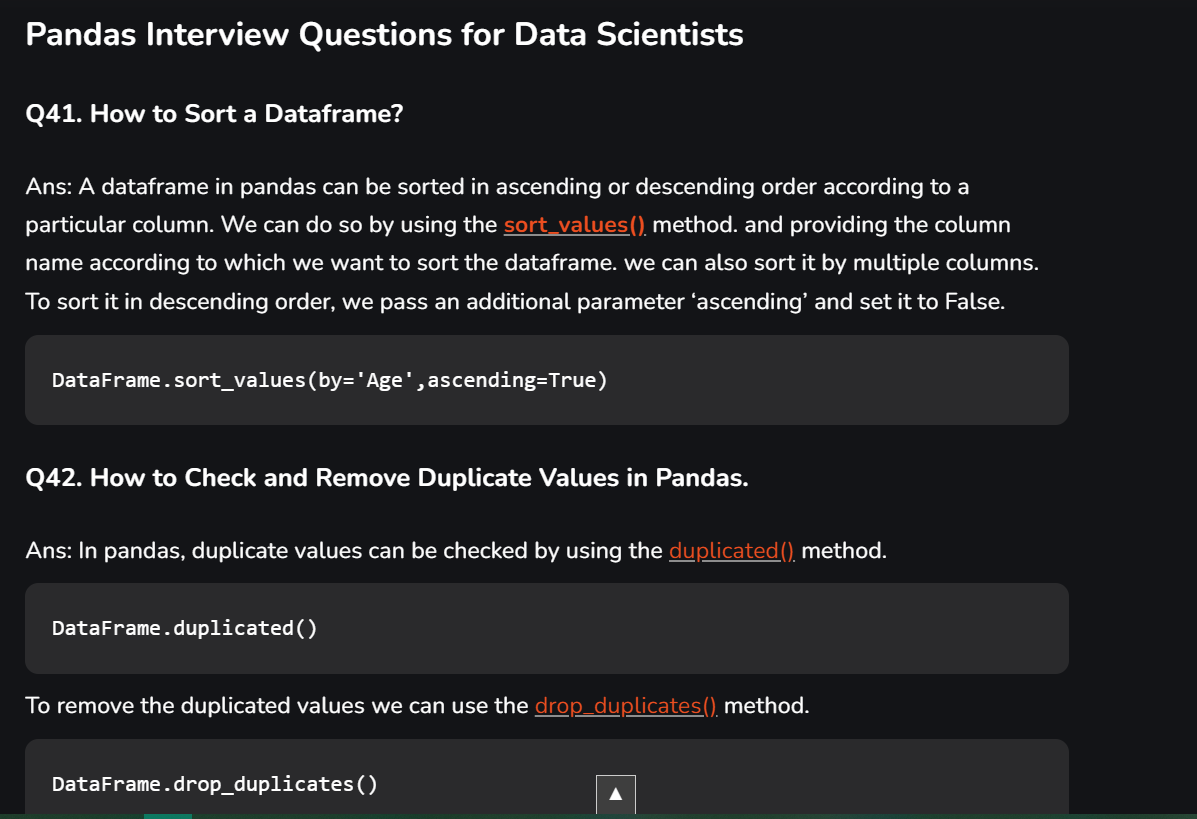 Pandas Interview Questions for Data Scientists
Q41. How to Sort a Dataframe?
Ans: A dataframe in pandas can be sorted in ascending or descending order according to a
particular column. We can do so by using the sort_values() method. and providing the column
name according to which we want to sort the dataframe. we can also sort it by multiple columns.
To sort it in descending order, we pass an additional parameter ‘ascending’ and set it to False.
DataFrame.sort_values(by='Age',ascending=True)
Q42. How to Check and Remove Duplicate Values in Pandas.
Ans: In pandas, duplicate values can be checked by using the duplicated() method.
DataFrame.duplicated()
To remove the duplicated values we can use the drop_duplicates() method.
DataFrame.drop_duplicates()